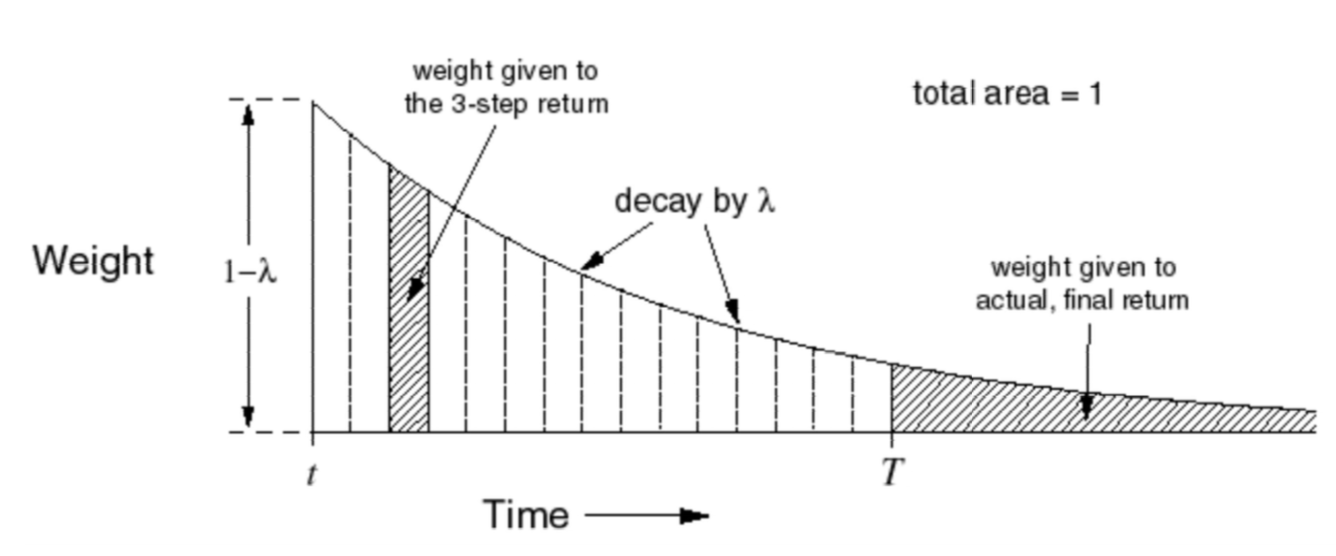 weight given to
the 3-step return
total area = 1
decay by λ
Weight
1−λ
weight given to
actual, final return
t
T
Time